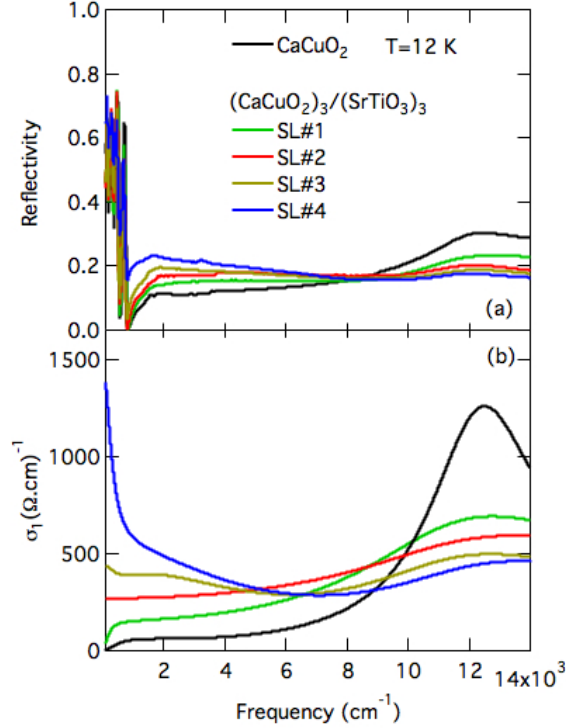 1.0
0.8
0.6
0.4
0.2
0.0
Reflectivity
CaCuO₂ T=12 K
(CaCuO₂)₃/(SrTiO₃)₃
SL#1
SL#2
SL#3
SL#4
(a)
(b)
1500
1000
500
0
σ₁(Ω.cm)⁻¹
2 4 6 8 10 12 14x10³
Frequency (cm⁻¹)